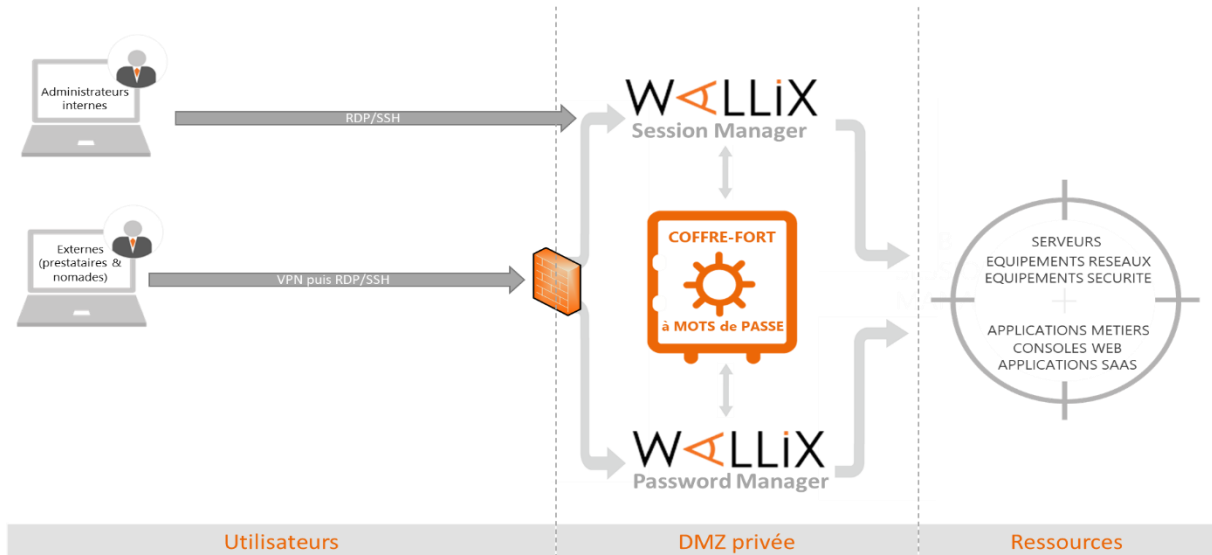 Administrateurs
internes
RDP/SSH
Externes
(prestataires &
nomades)
VPN puis RDP/SSH
WALLiX
Session Manager
COFFRE-FORT
à MOTS de PASSE
WALLiX
Password Manager
SERVEURS
EQUIPEMENTS RESEAUX
EQUIPEMENTS SECURITE
APPLICATIONS METIERS
CONSOLES WEB
APPLICATIONS SAAS
Utilisateurs
DMZ privée
Ressources